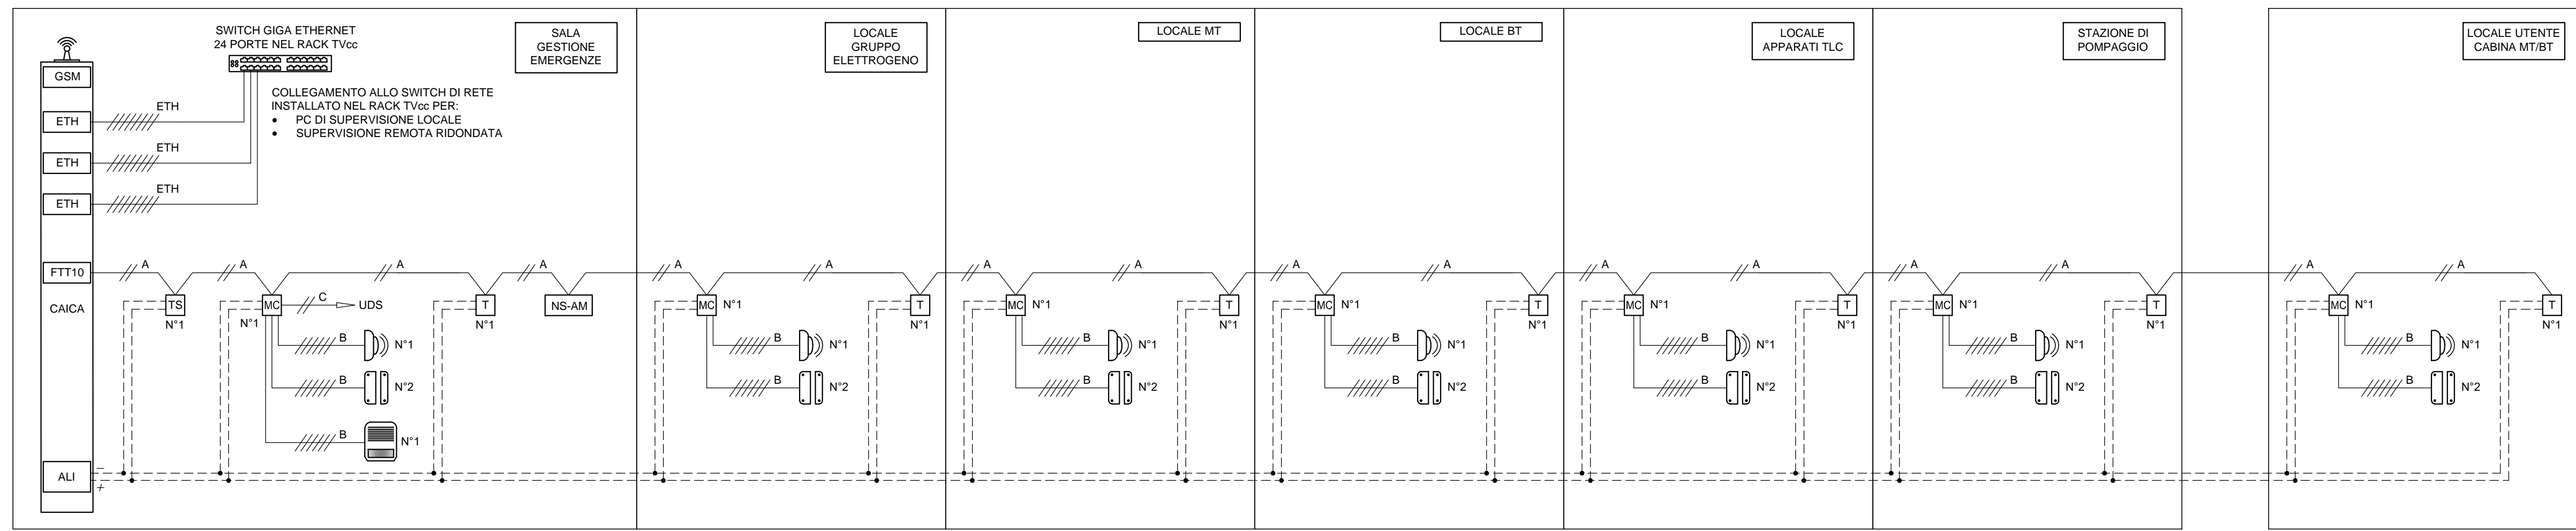 SWITCH GIGA ETHERNET
24 PORTE NEL RACK TVcc
88
SALA
GESTIONE
EMERGENZE
LOCALE
GRUPPO
ELETTROGENO
LOCALE MT
LOCALE BT
LOCALE
APPARATI TLC
STAZIONE DI
POMPAGGIO
LOCALE UTENTE
CABINA MT/BT
GSM
COLLEGAMENTO ALLO SWITCH DI RETE
INSTALLATO NEL RACK TVcc PER:
• PC DI SUPERVISIONE LOCALE
• SUPERVISIONE REMOTA RIDONDATA
ETH
ETH
ETH
ETH
ETH
ETH
FTT10
A A A A A A A A A A A A A A A A
CAICA
TS
N°1
MC
N°1
C
UDS
T
N°1
NS-AM
B
N°1
B
N°2
B
N°1
MC N°1
T
N°1
B N°1
B N°2
MC N°1
T
N°1
B N°1
B N°2
MC N°1
T
N°1
B N°1
B N°2
MC N°1
T
N°1
B N°1
B N°2
MC N°1
T
N°1
B N°1
B N°2
MC N°1
T
N°1
B N°1
B N°2
ALI
−
+